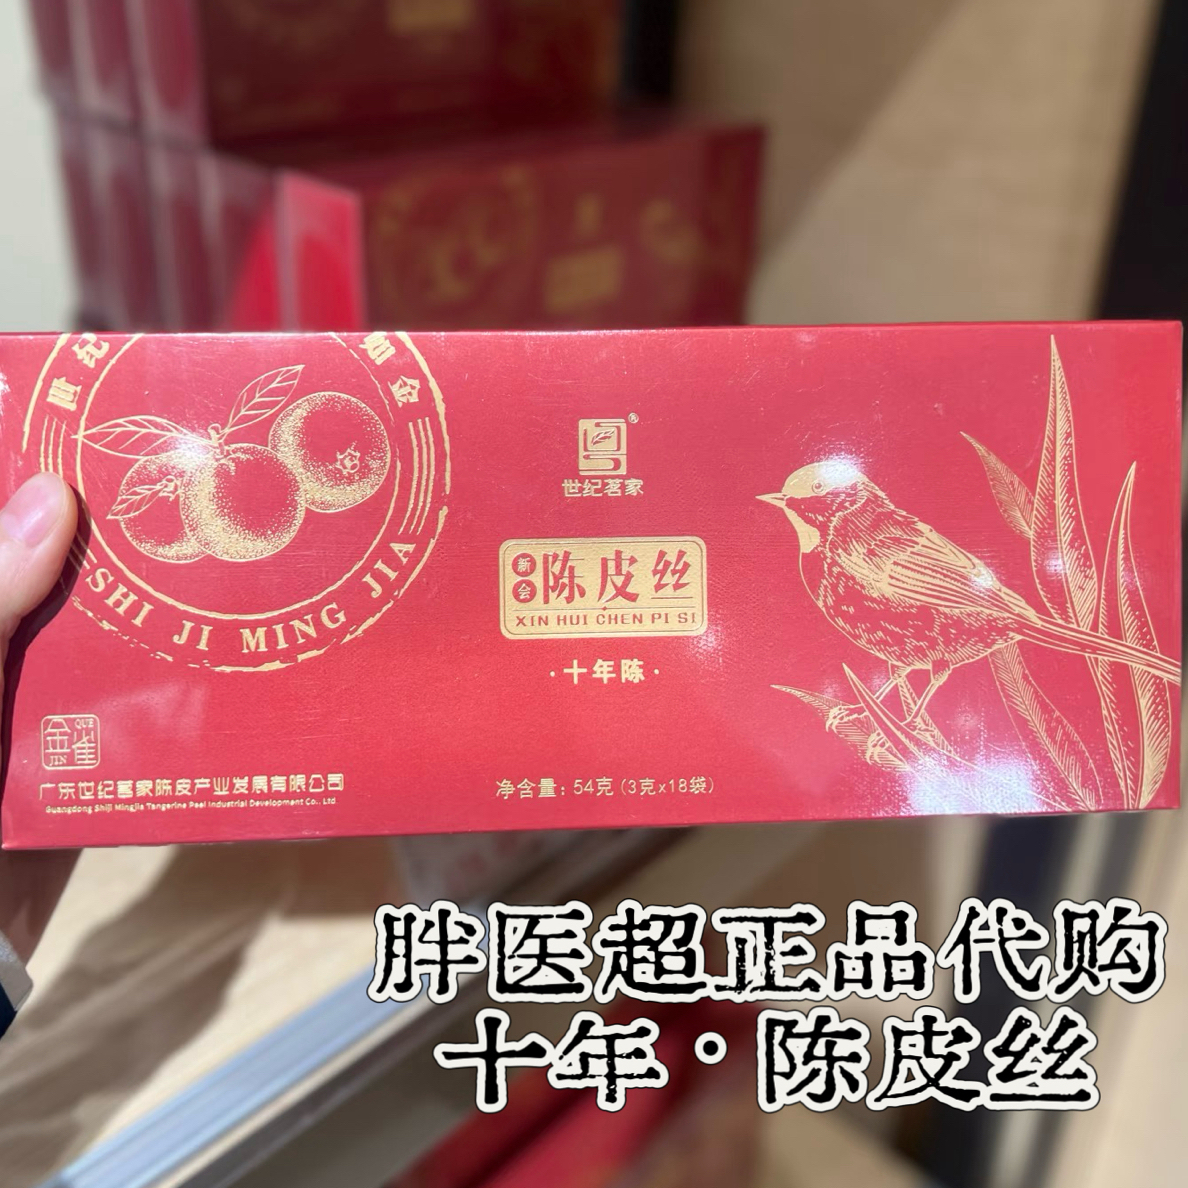 世纪
金
SHI JI MING JIA
世纪茗家
新会
陈皮丝
XIN HUI CHEN PI SI
·十年陈·
金雀
JIN QUE
广东世纪茗家陈皮产业发展有限公司
Guangdong Shiji Mingjia Tangerine Peel Industrial Development Co., Ltd
净含量：54克（3克x18袋）
胖医超正品代购
十年·陈皮丝